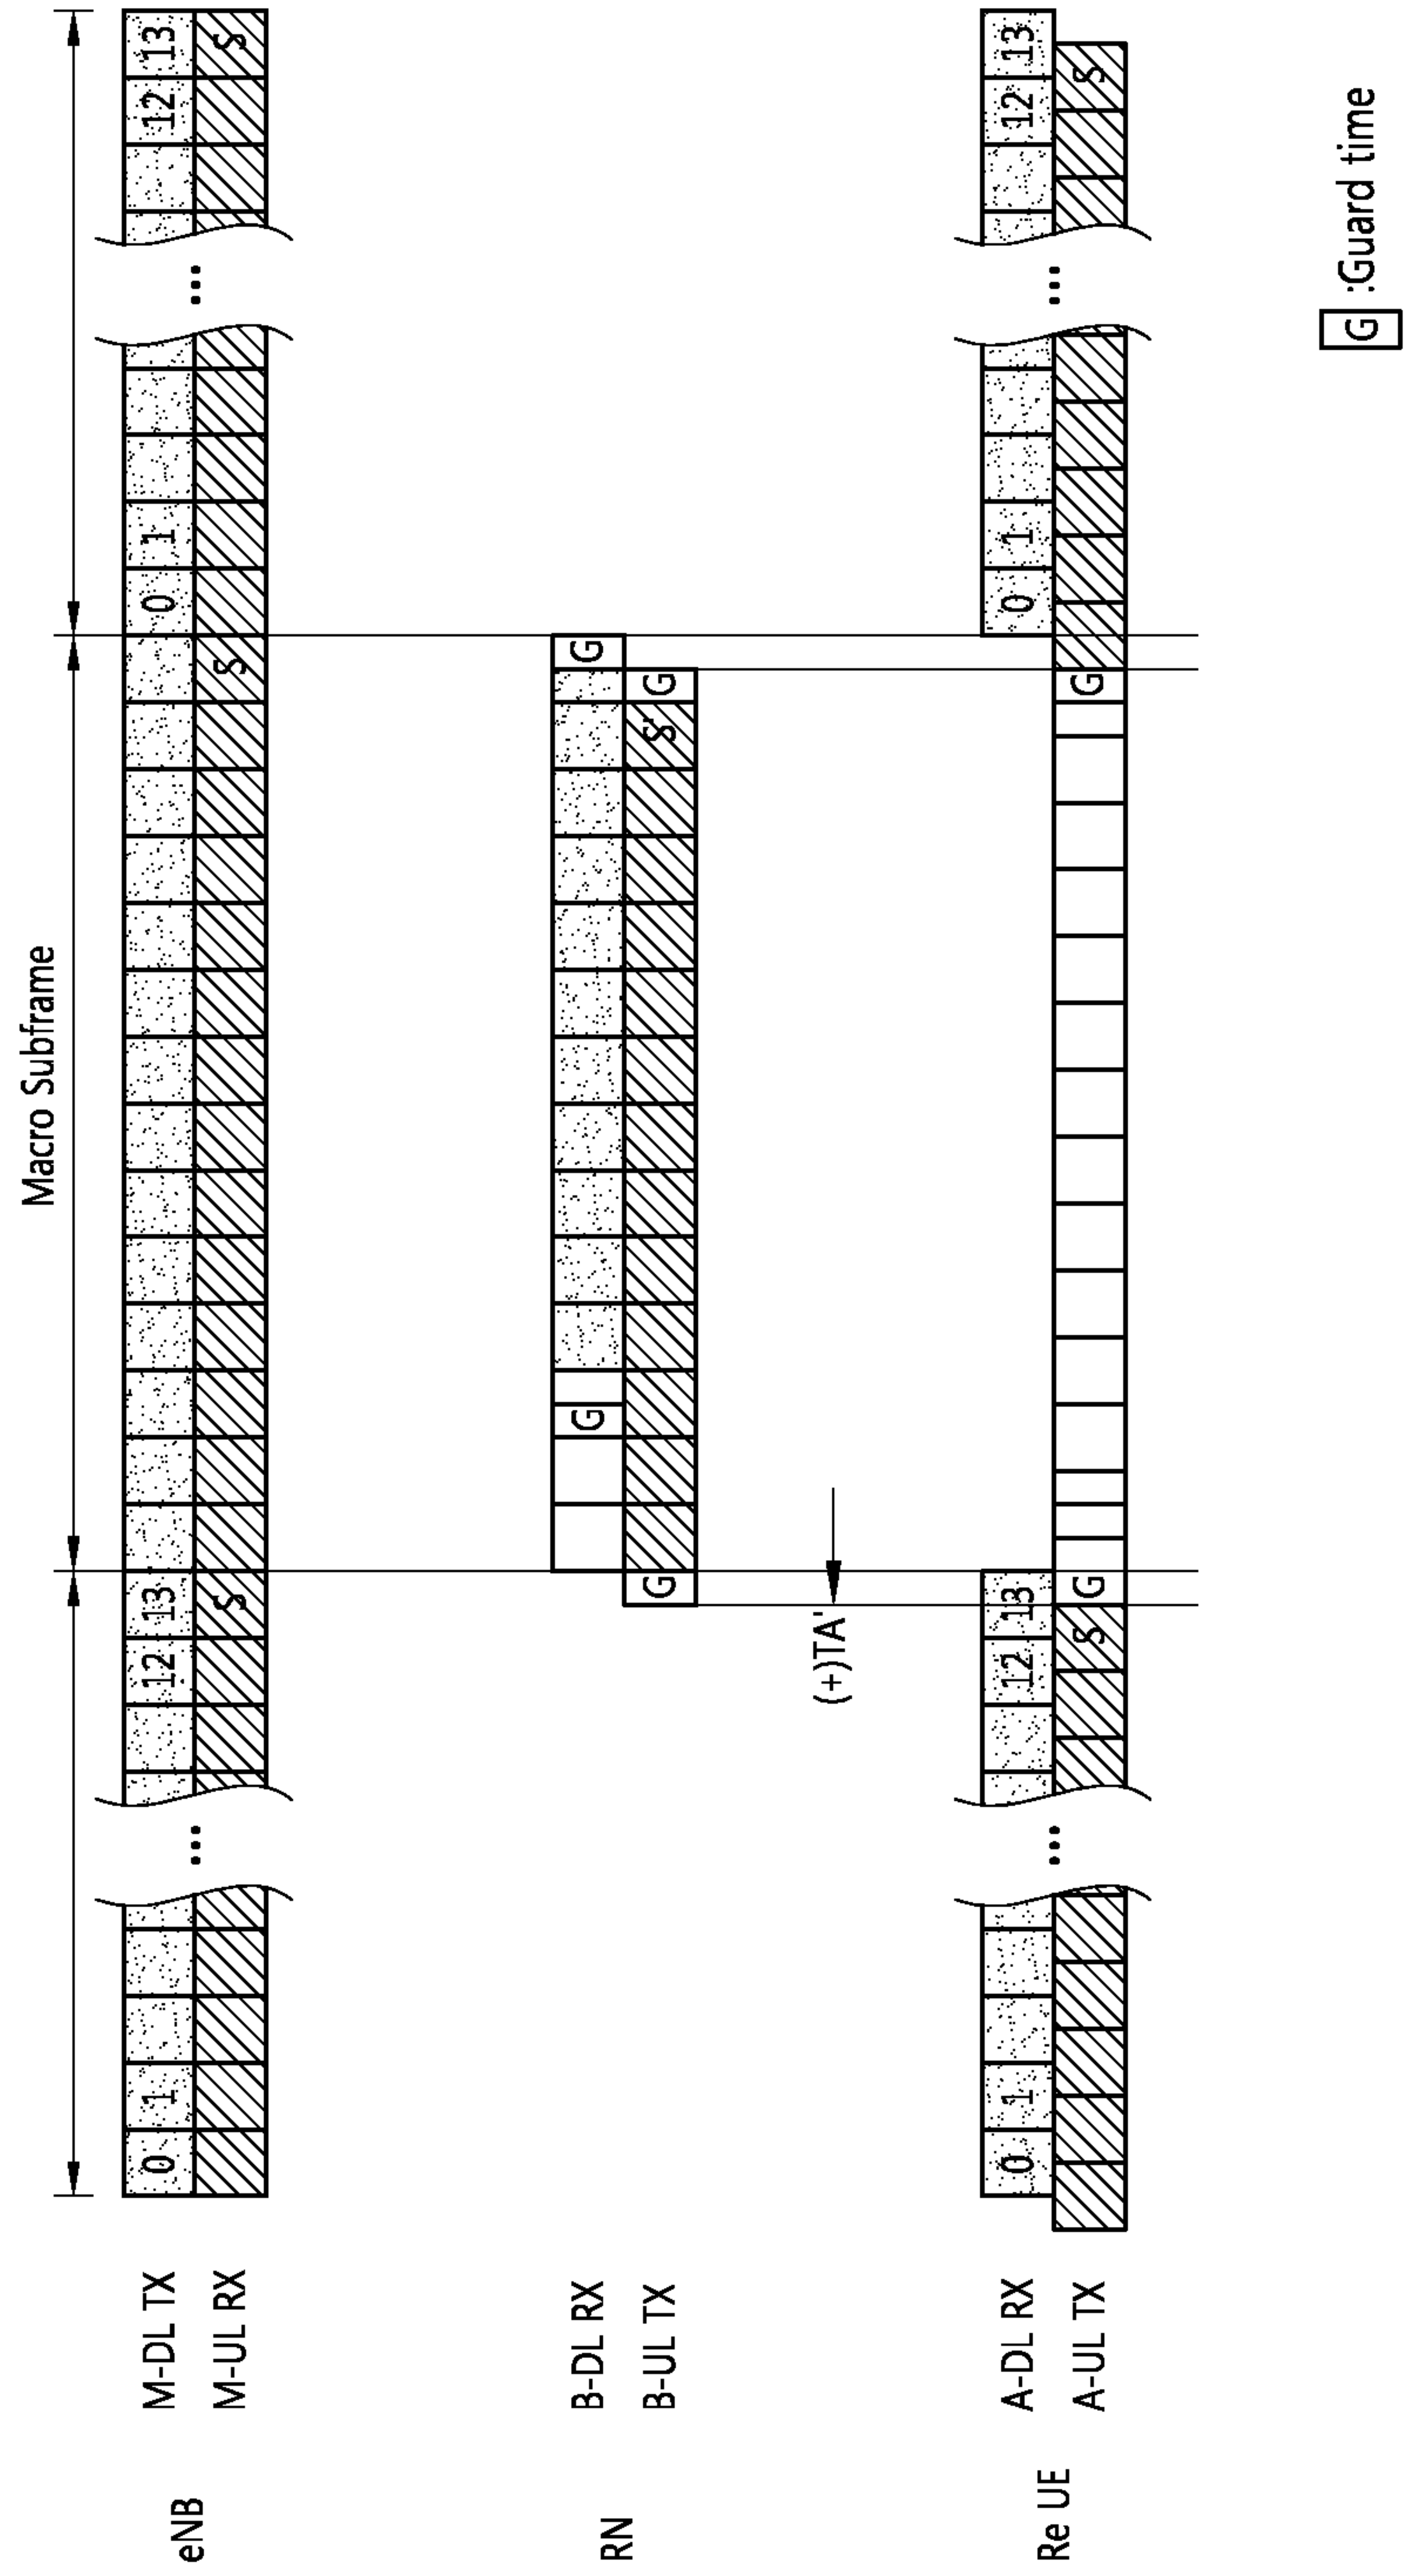 Macro Subframe
eNB
M-DL TX 0 1 ... 12 13 0 1 ... 12 13
M-UL RX S S S
RN
B-DL RX G G
B-UL TX G S' G
(+)TA'
Re UE
A-DL RX 0 1 ... 12 13 0 1 ... 12 13
A-UL TX S G G S
G :Guard time